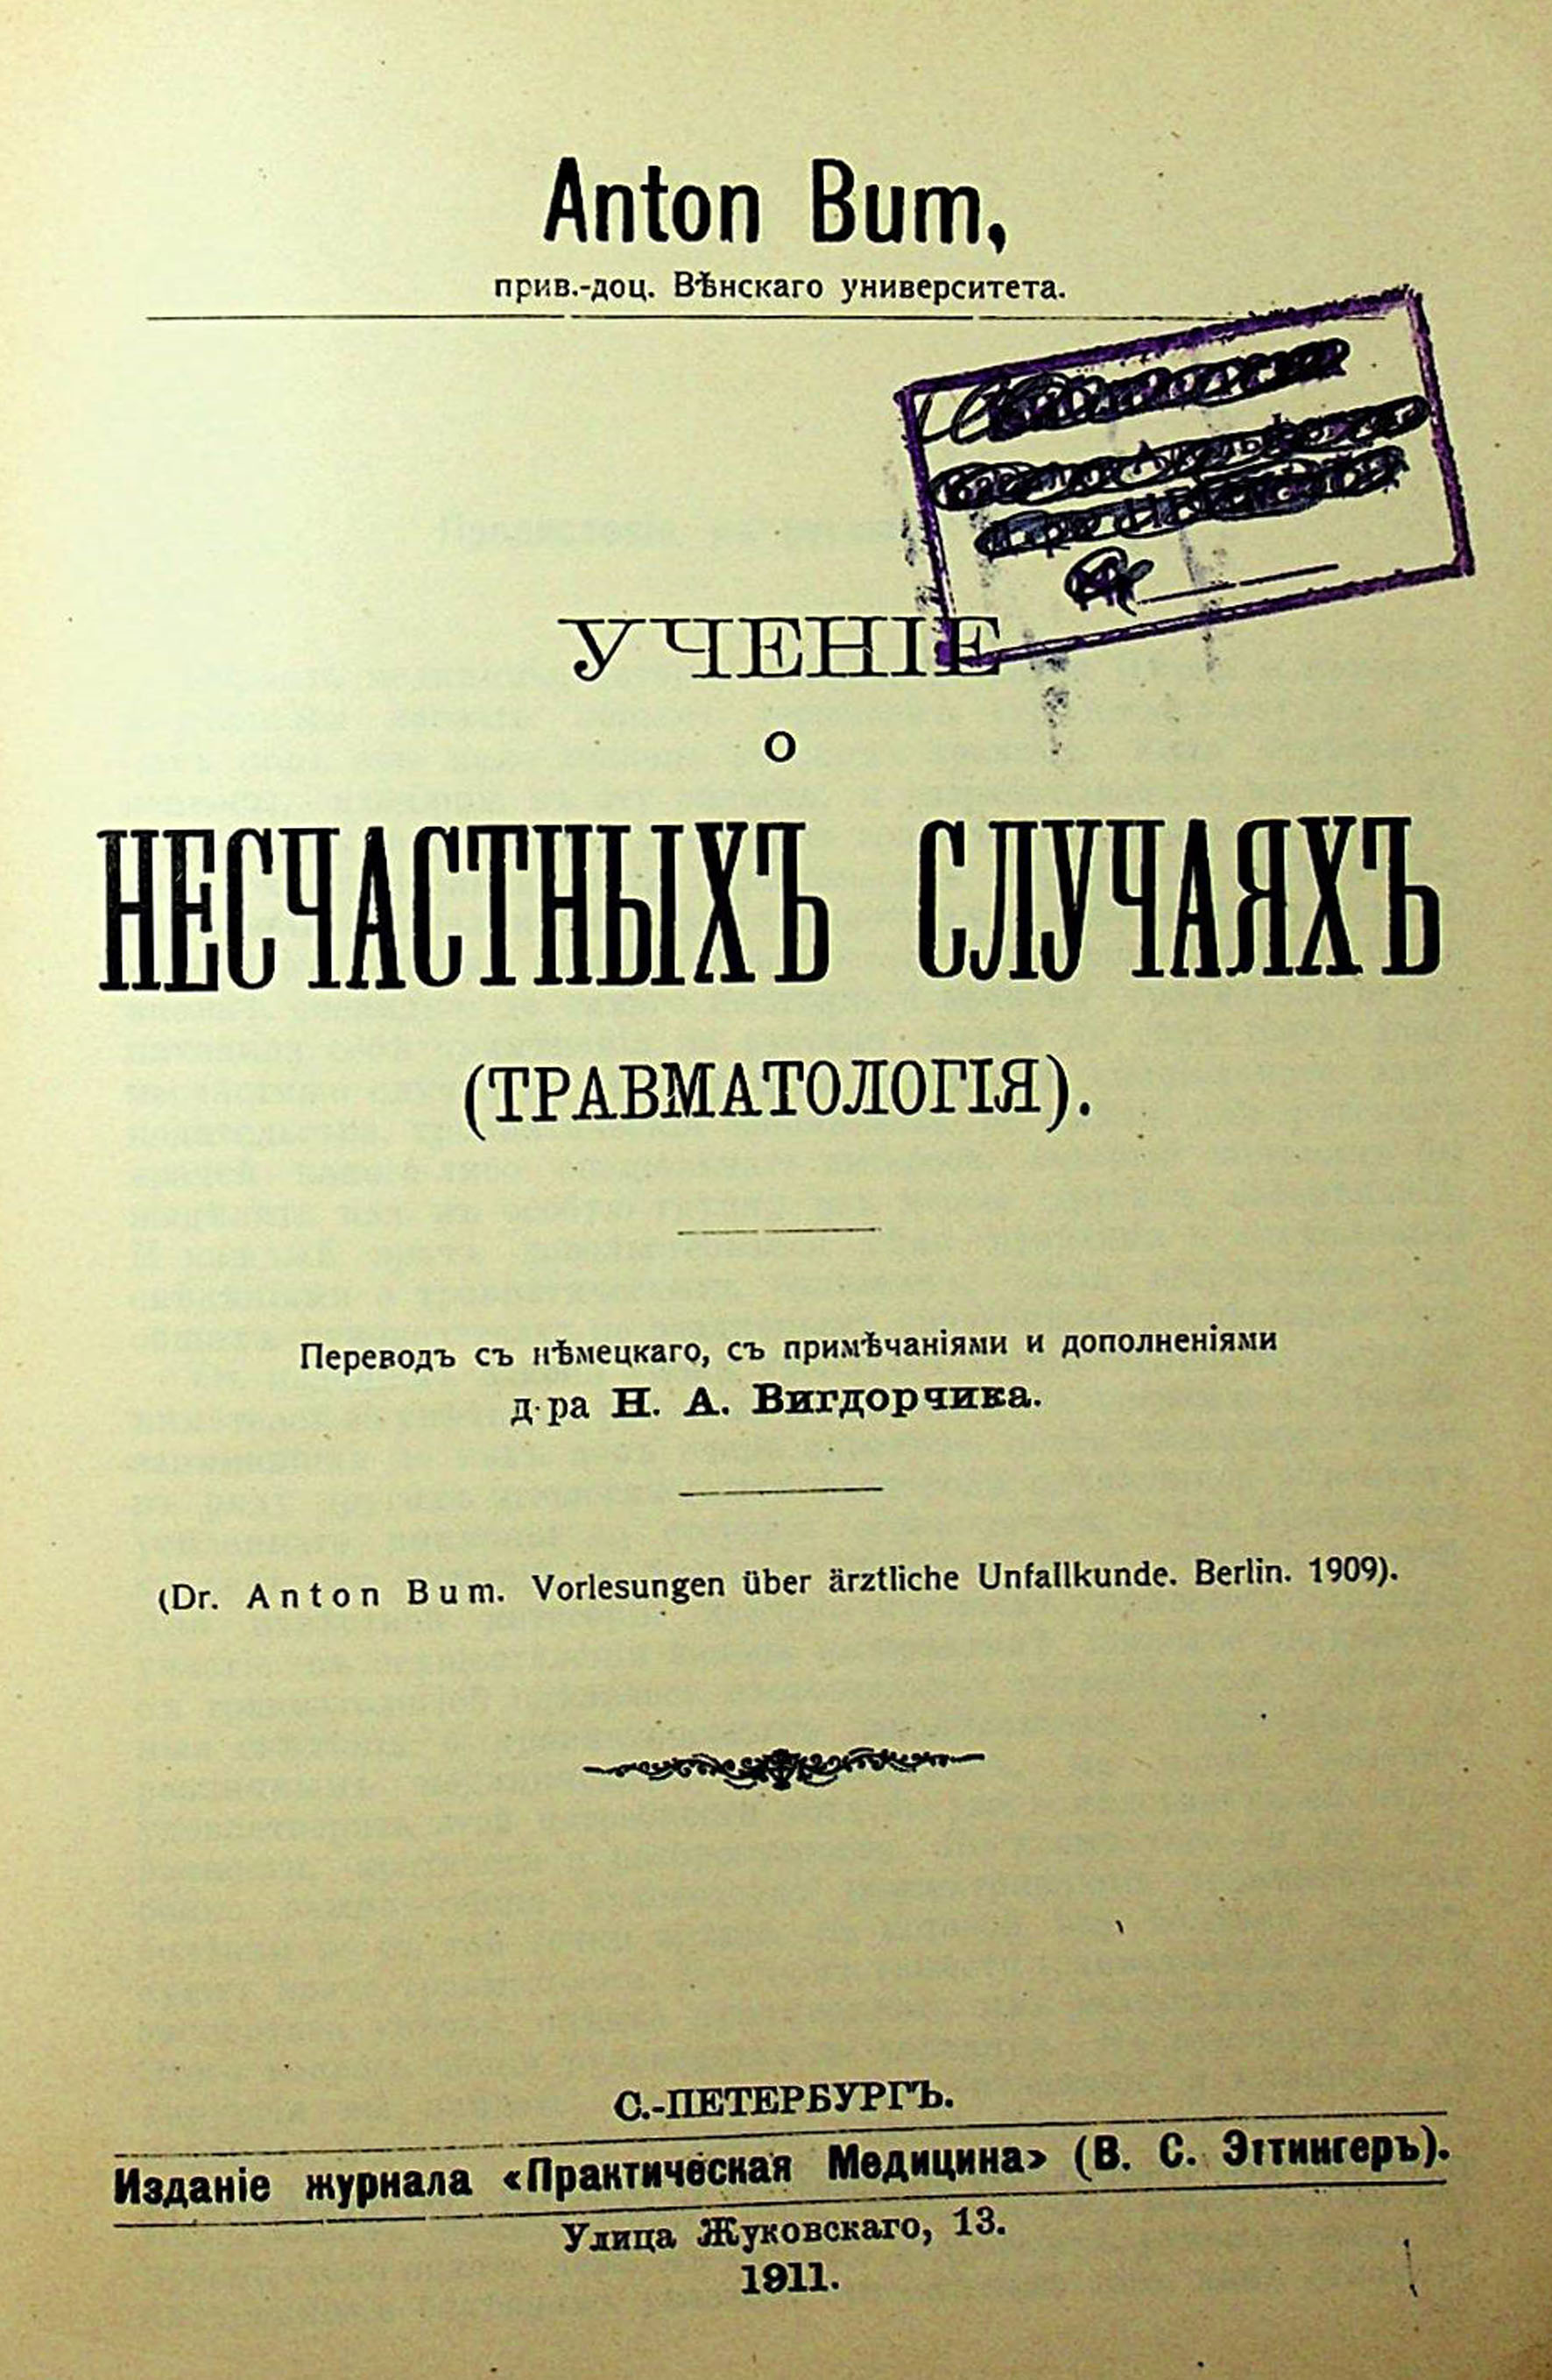 Anton Bum,
прив.-доц. Вѣнскаго университета.
УЧЕНІЕ
о
НЕСЧАСТНЫХЪ СЛУЧАЯХЪ
(ТРАВМАТОЛОГІЯ).
Переводъ съ нѣмецкаго, съ примѣчаніями и дополненіями
д-ра Н. А. Вигдорчика.
(Dr. Anton Bum. Vorlesungen über ärztliche Unfallkunde. Berlin. 1909).
С.-ПЕТЕРБУРГЪ.
Изданіе журнала «Практическая Медицина» (В. С. Эттингеръ).
Улица Жуковскаго, 13.
1911.